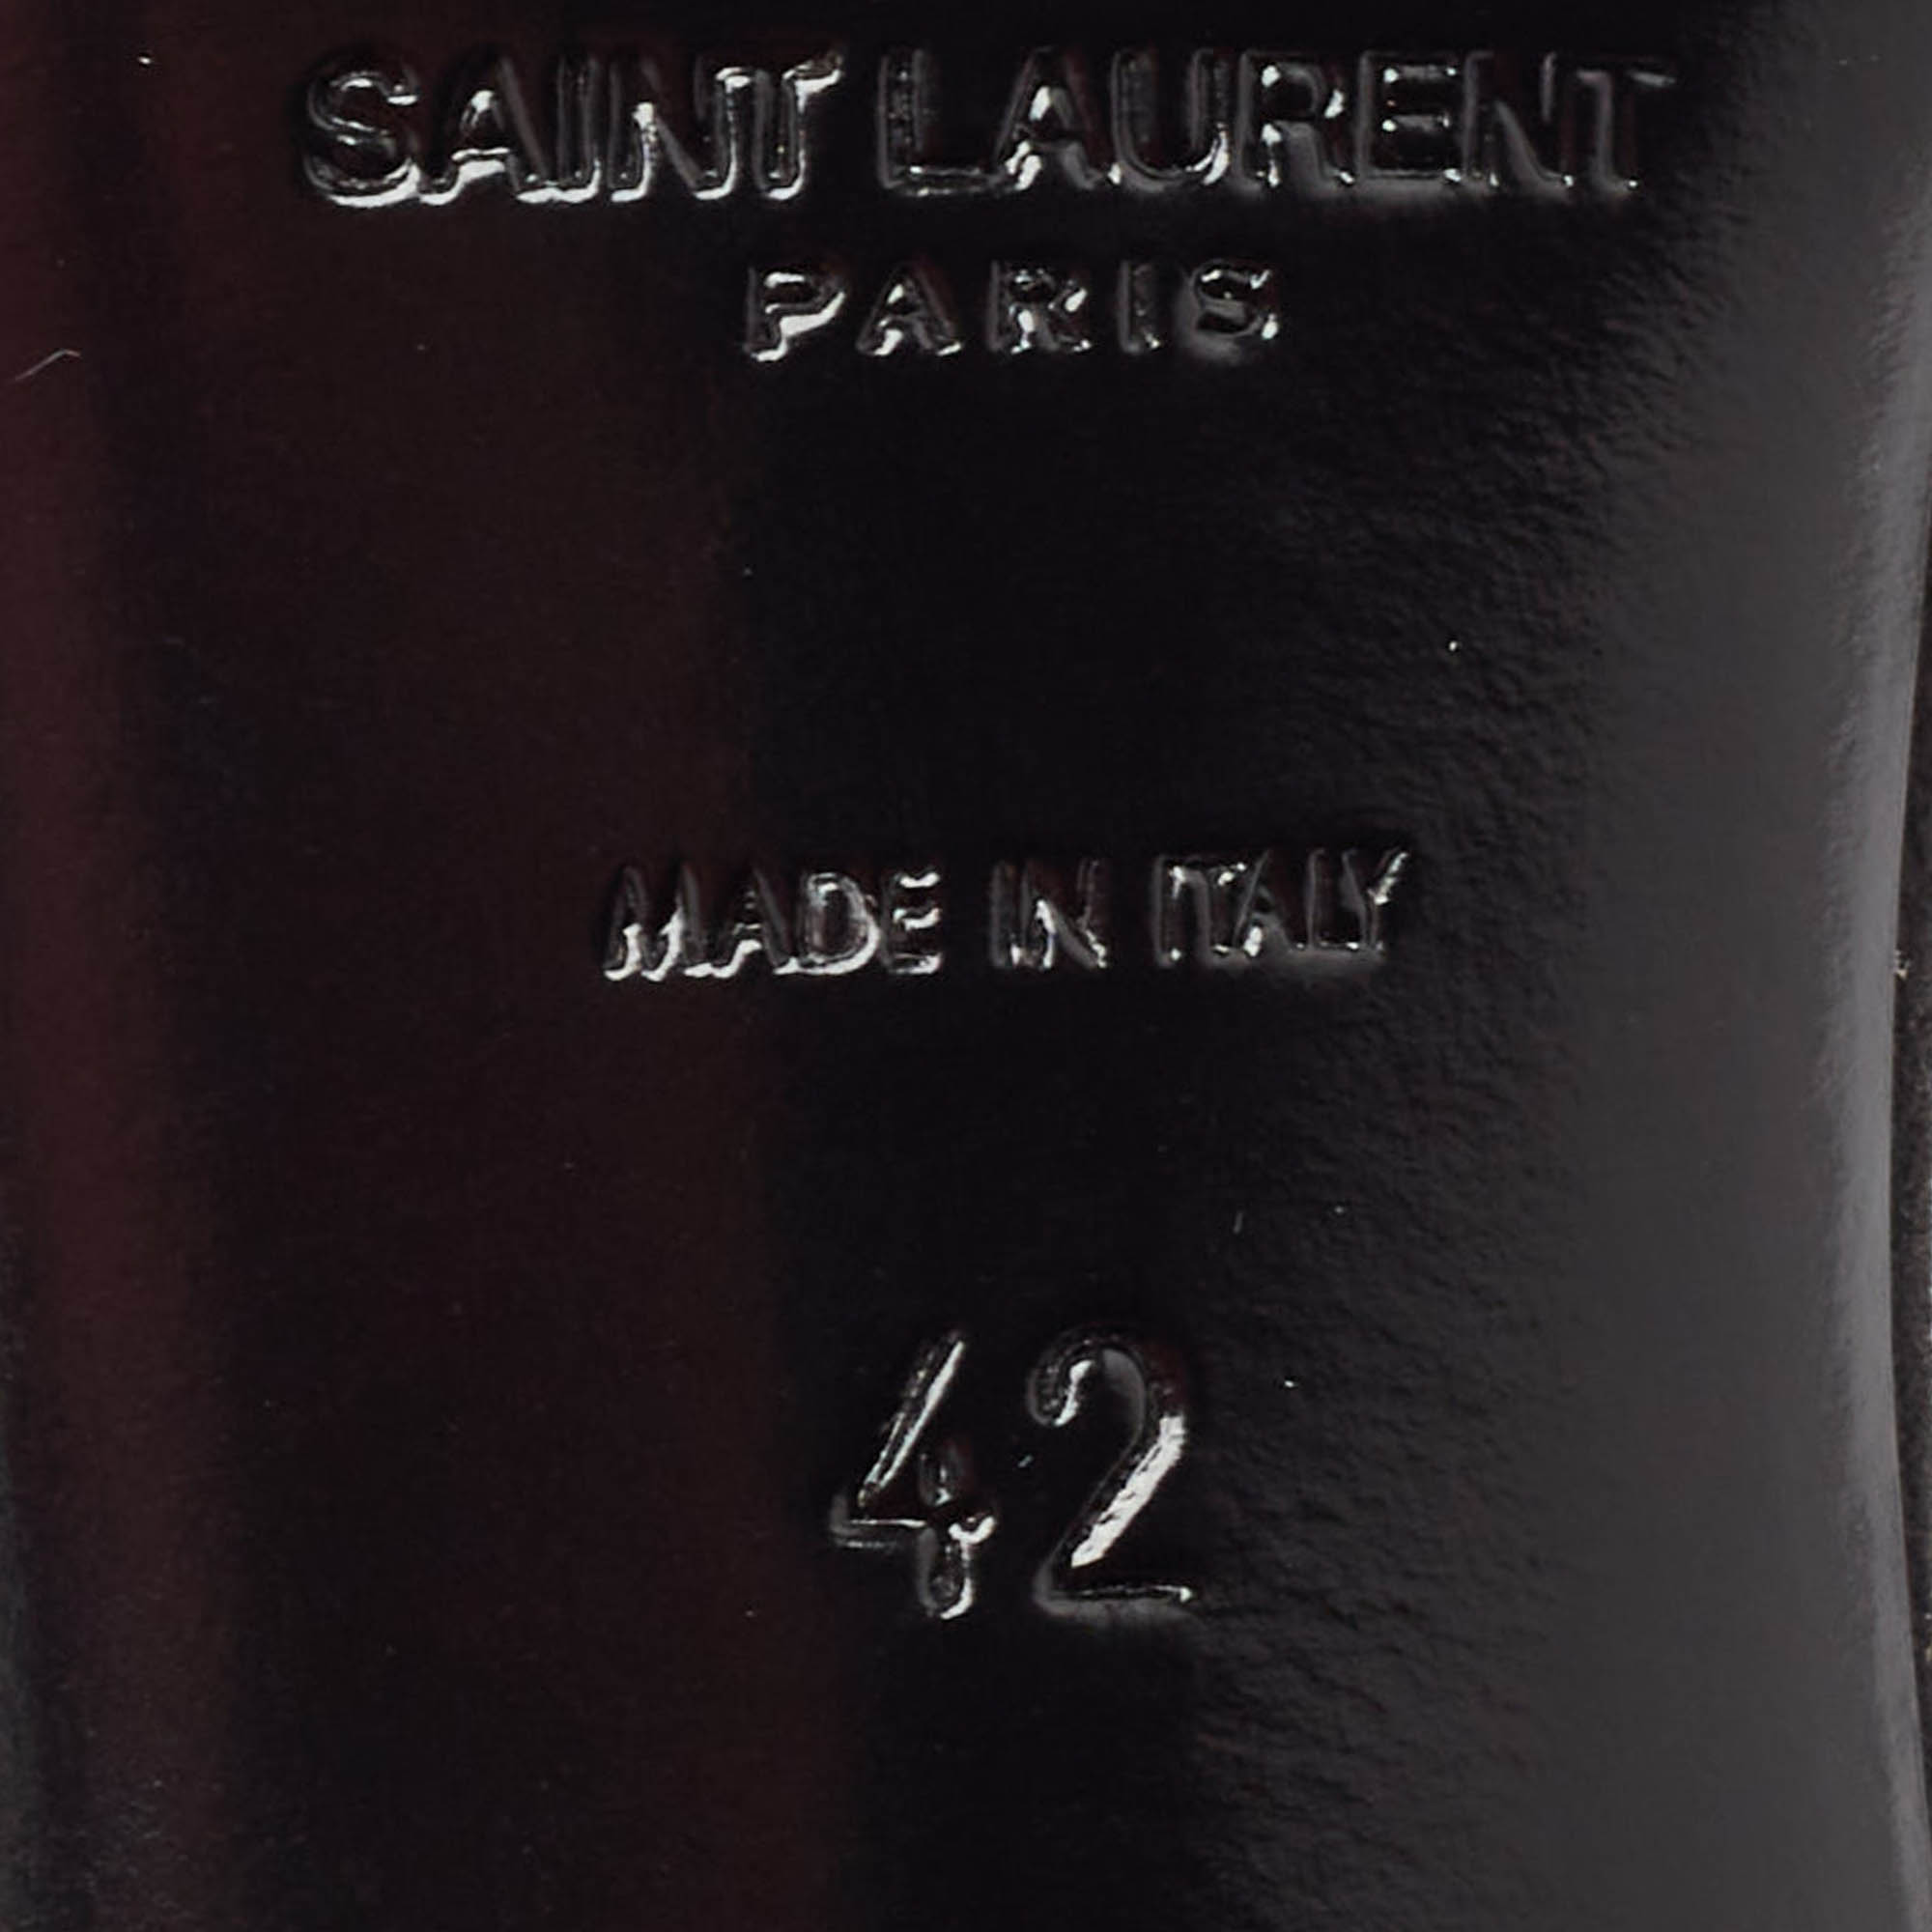 SAINT LAURENT
PARIS
MADE IN ITALY
42